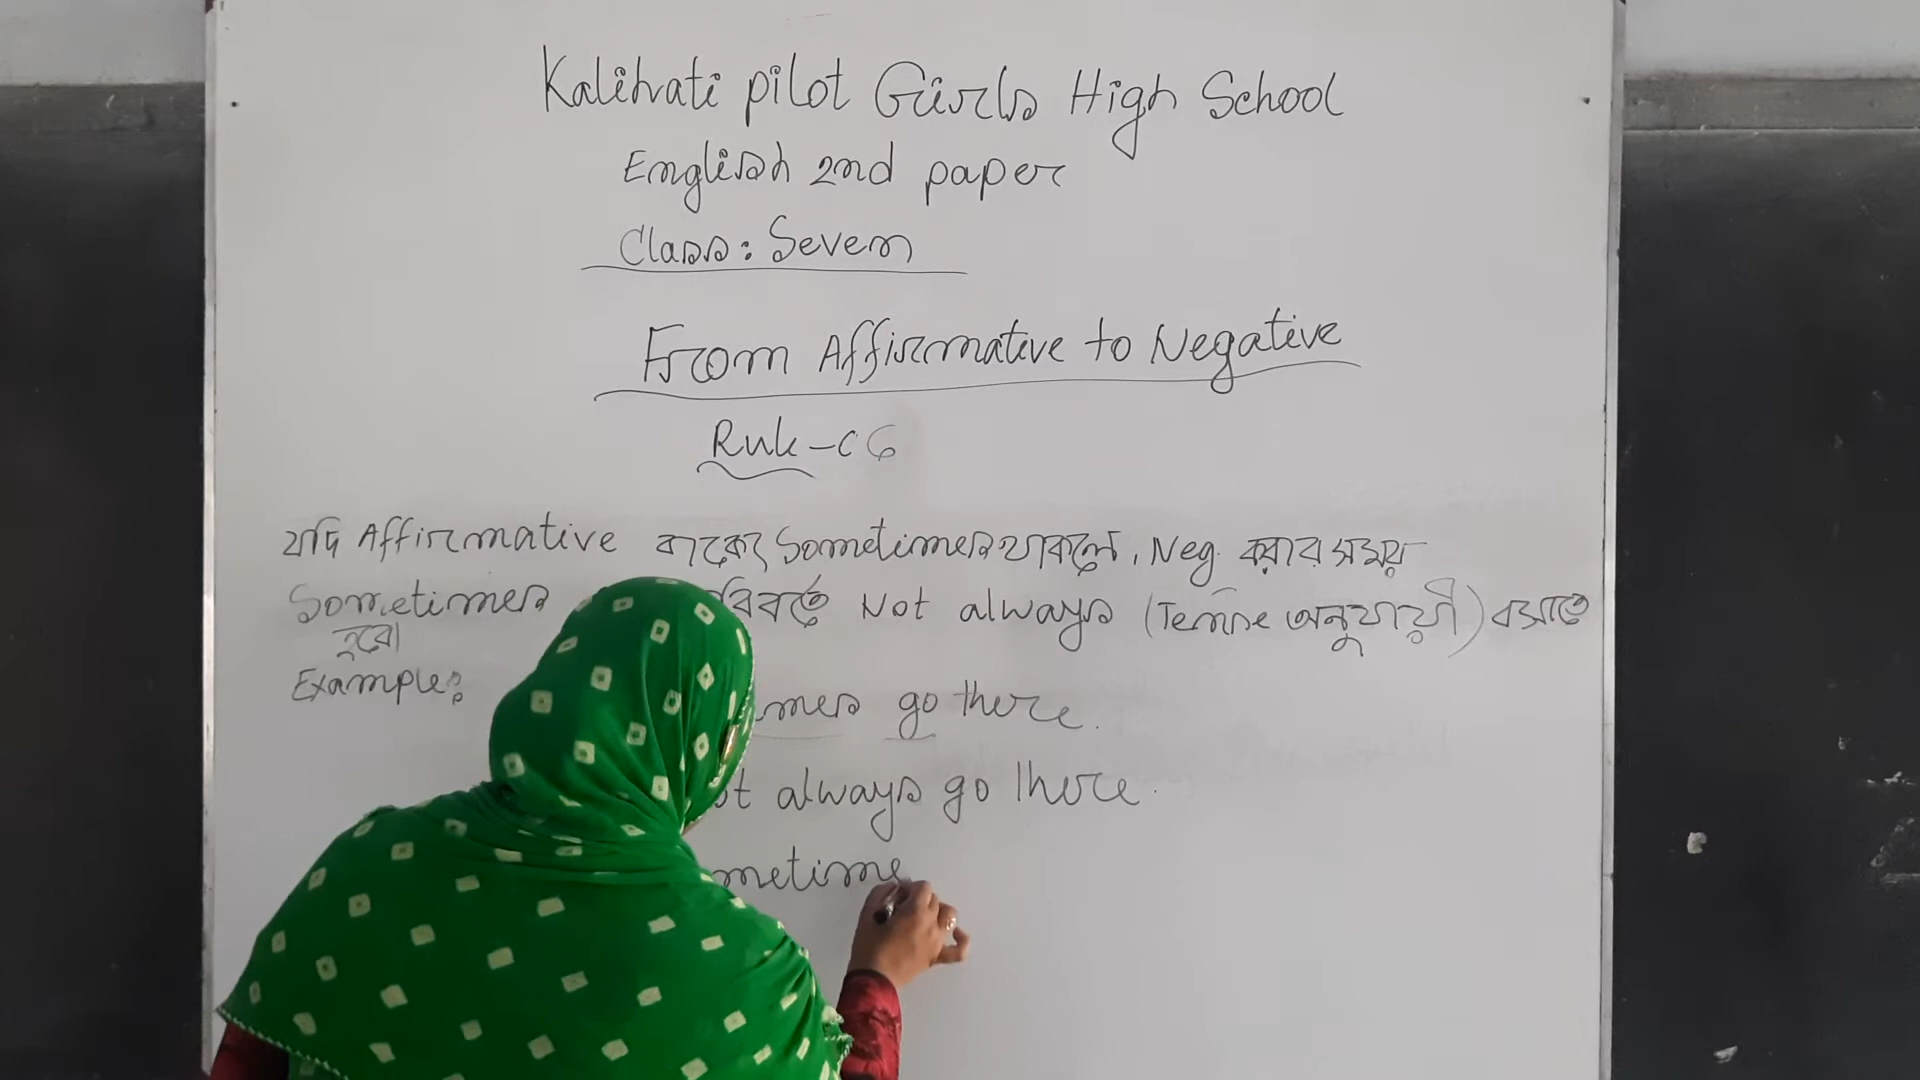 Kalihati pilot Girls High School
English 2nd paper
Class: Seven
From Affirmative to Negative
Rule-06
যদি Affirmative বাক্যে Sometimes থাকলে, Neg. করার সময়
Sometimes পরিবর্তে Not always (Tense অনুযায়ী) বসাতে
হবে।
Example:
go there.
always go there.